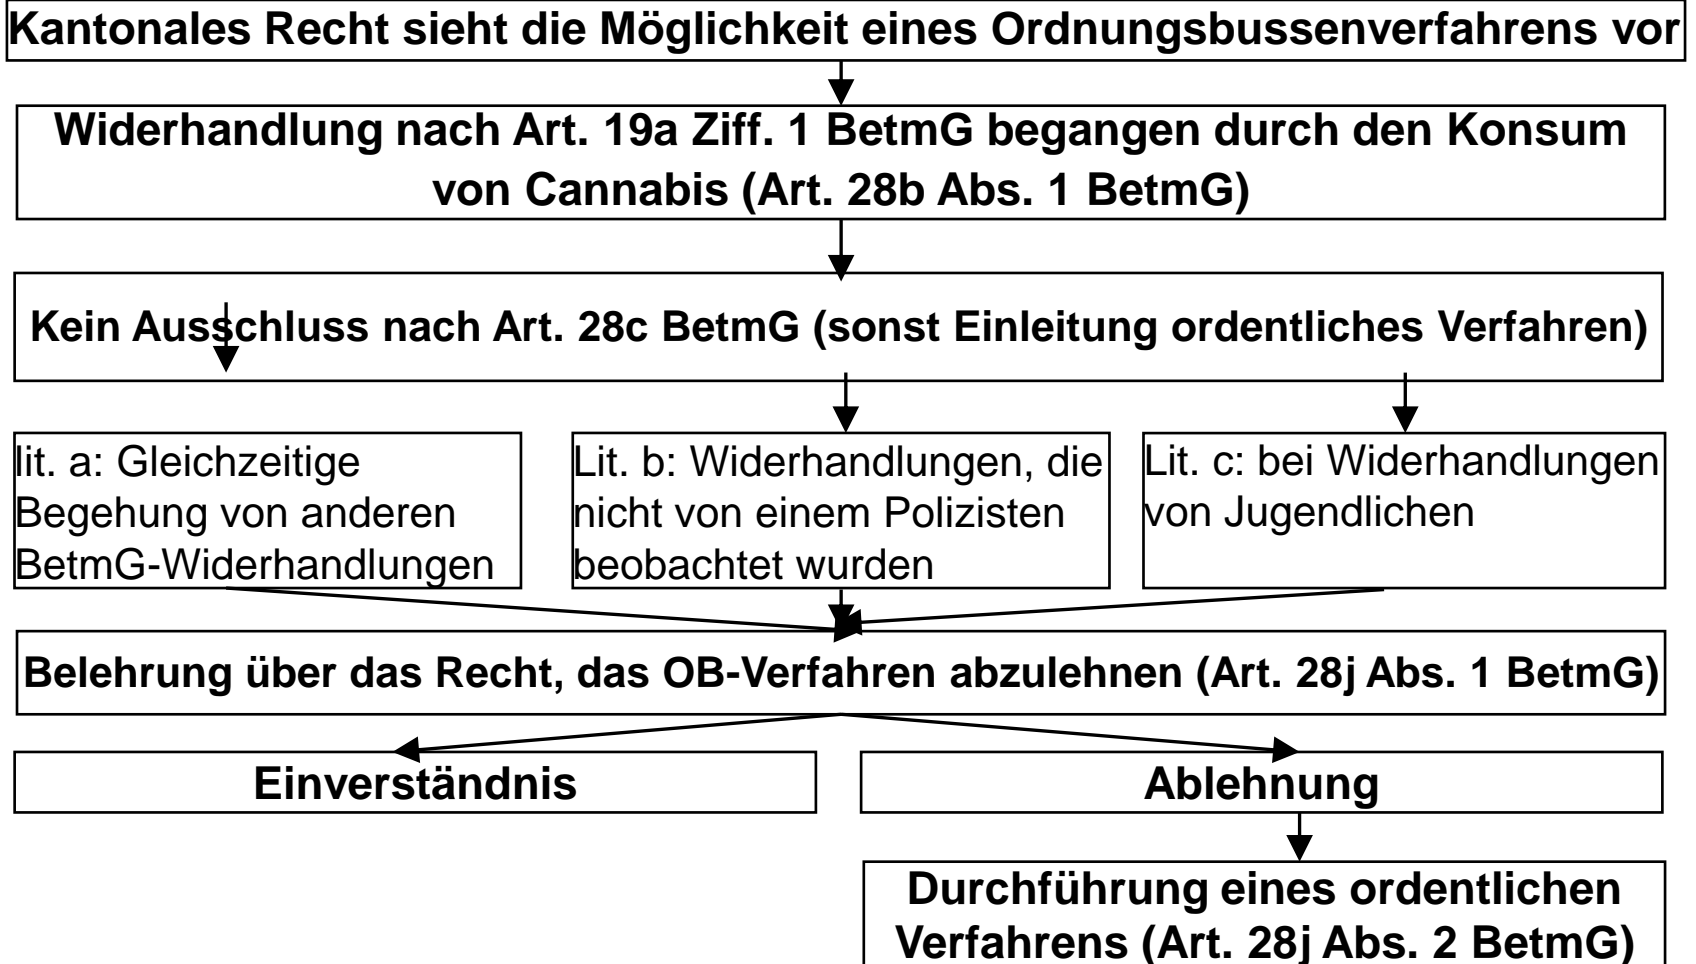 Kantonales Recht sieht die Möglichkeit eines Ordnungsbussenverfahrens vor
Widerhandlung nach Art. 19a Ziff. 1 BetmG begangen durch den Konsum
von Cannabis (Art. 28b Abs. 1 BetmG)
Kein Ausschluss nach Art. 28c BetmG (sonst Einleitung ordentliches Verfahren)
lit. a: Gleichzeitige
Begehung von anderen
BetmG-Widerhandlungen
Lit. b: Widerhandlungen, die
nicht von einem Polizisten
beobachtet wurden
Lit. c: bei Widerhandlungen
von Jugendlichen
Belehrung über das Recht, das OB-Verfahren abzulehnen (Art. 28j Abs. 1 BetmG)
Einverständnis
Ablehnung
Durchführung eines ordentlichen
Verfahrens (Art. 28j Abs. 2 BetmG)